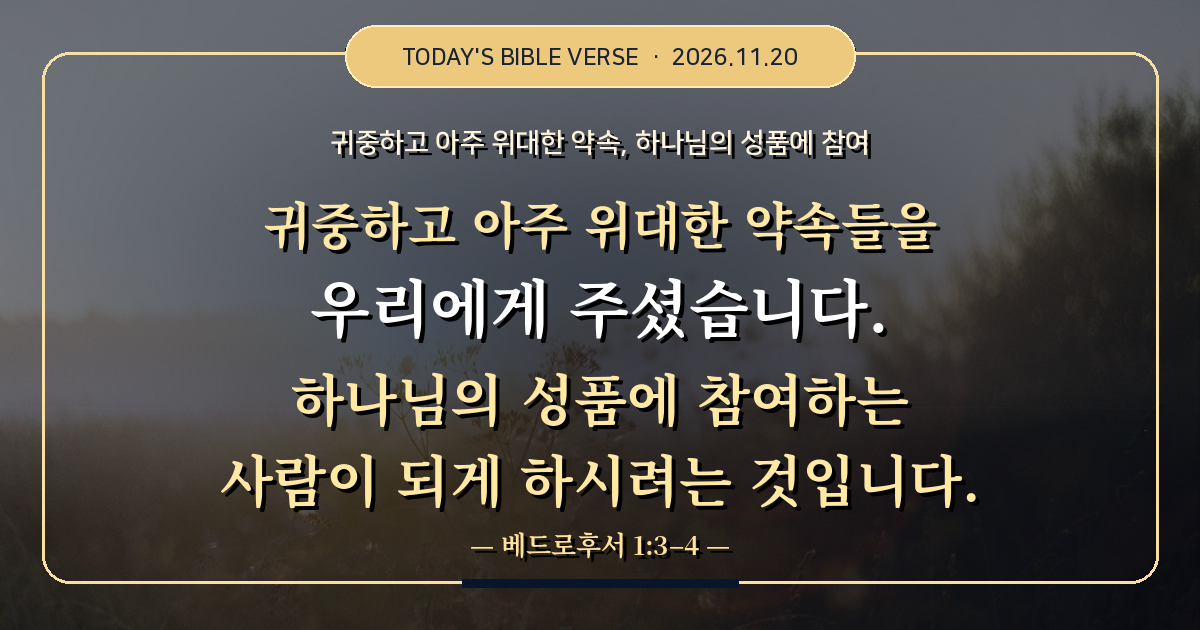 TODAY'S BIBLE VERSE · 2026.11.20
귀중하고 아주 위대한 약속, 하나님의 성품에 참여
귀중하고 아주 위대한 약속들을
우리에게 주셨습니다.
하나님의 성품에 참여하는
사람이 되게 하시려는 것입니다.
— 베드로후서 1:3–4 —